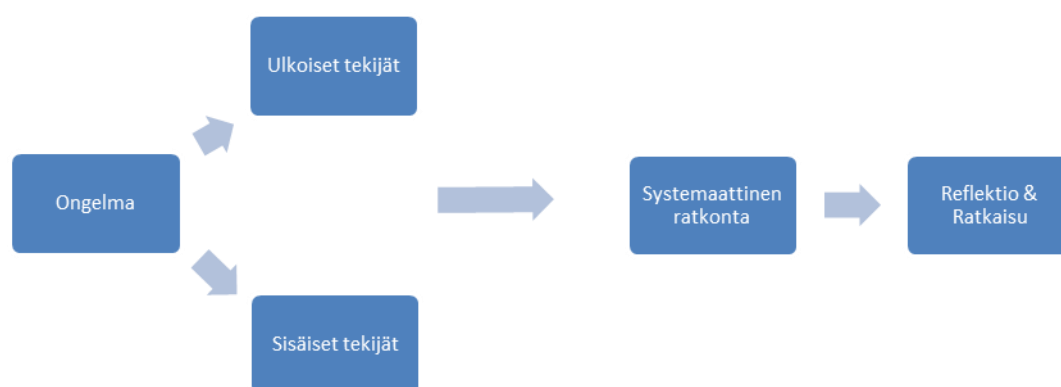 Ulkoiset tekijät
Ongelma
Systemaattinen
ratkonta
Reflektio &
Ratkaisu
Sisäiset tekijät